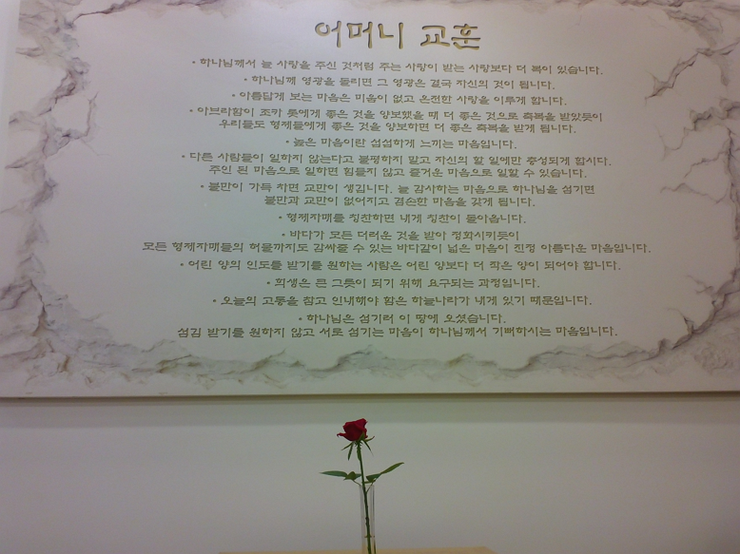 어머니 교훈
• 하나님께서 늘 사랑을 주신 것처럼 주는 사랑이 받는 사랑보다 더 복이 있습니다.
• 하나님께 영광을 돌리면 그 영광은 결국 자신의 것이 됩니다.
• 아름답게 보는 마음은 미움이 없고 온전한 사랑을 이루게 합니다.
• 아브라함이 조카 롯에게 좋은 것을 양보했을 때 더 좋은 것으로 축복을 받았듯이
우리들도 형제들에게 좋은 것을 양보하면 더 좋은 축복을 받게 됩니다.
• 높은 마음이란 섭섭하게 느끼는 마음입니다.
• 다른 사람들이 일하지 않는다고 불평하지 말고 자신의 할 일에만 충성되게 합시다.
주인 된 마음으로 일하면 힘들지 않고 즐거운 마음으로 일할 수 있습니다.
• 불만이 가득 차면 교만이 생깁니다. 늘 감사하는 마음으로 하나님을 섬기면
불만과 교만이 없어지고 겸손한 마음을 갖게 됩니다.
• 형제자매를 칭찬하면 내게 칭찬이 돌아옵니다.
• 바다가 모든 더러운 것을 받아 정화시키듯이
모든 형제자매들의 허물까지도 감싸줄 수 있는 바다같이 넓은 마음이 진정 아름다운 마음입니다.
• 어린 양의 인도를 받기를 원하는 사람은 어린 양보다 더 작은 양이 되어야 합니다.
• 희생은 큰 그릇이 되기 위해 요구되는 과정입니다.
• 오늘의 고통을 참고 인내해야 함은 하늘나라가 내게 있기 때문입니다.
• 하나님은 섬기러 이 땅에 오셨습니다.
섬김 받기를 원하지 않고 서로 섬기는 마음이 하나님께서 기뻐하시는 마음입니다.